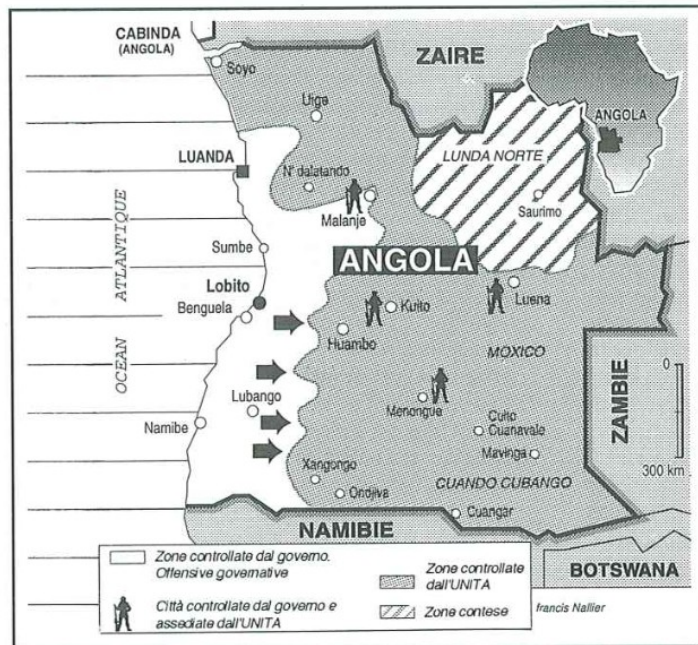 CABINDA
(ANGOLA)
Soyo
ZAIRE
Uige
ANGOLA
LUANDA
LUNDA NORTE
N'dalatando
Saurimo
Malanje
ATLANTIQUE
Sumbe
ANGOLA
Lobito
Benguela
Kuito
Luena
Huambo
MOXICO
OCEAN
0
ZAMBIE
Lubango
Menongue
Namibe
Cuito
Cuanavale
Mavinga
300 km
Xangongo
Ondjiva
CUANDO CUBANGO
Cuangar
NAMIBIE
BOTSWANA
Zone controllate dal governo.
Offensive governative
Zone controllate
dall'UNITA
Città controllate dal governo e
assediate dall'UNITA
Zone contese
francis Nallier